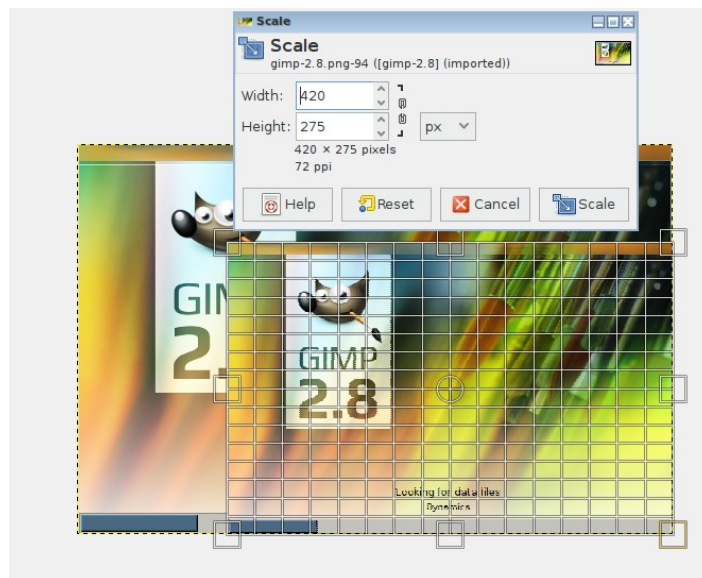 Scale
Scale
gimp-2.8.png-94 ([gimp-2.8] (imported))
Width: 420
Height: 275 px
420 × 275 pixels
72 ppi
Help Reset Cancel Scale
GIM
2.
GIMP
2.8
Looking for data files
Dynamics